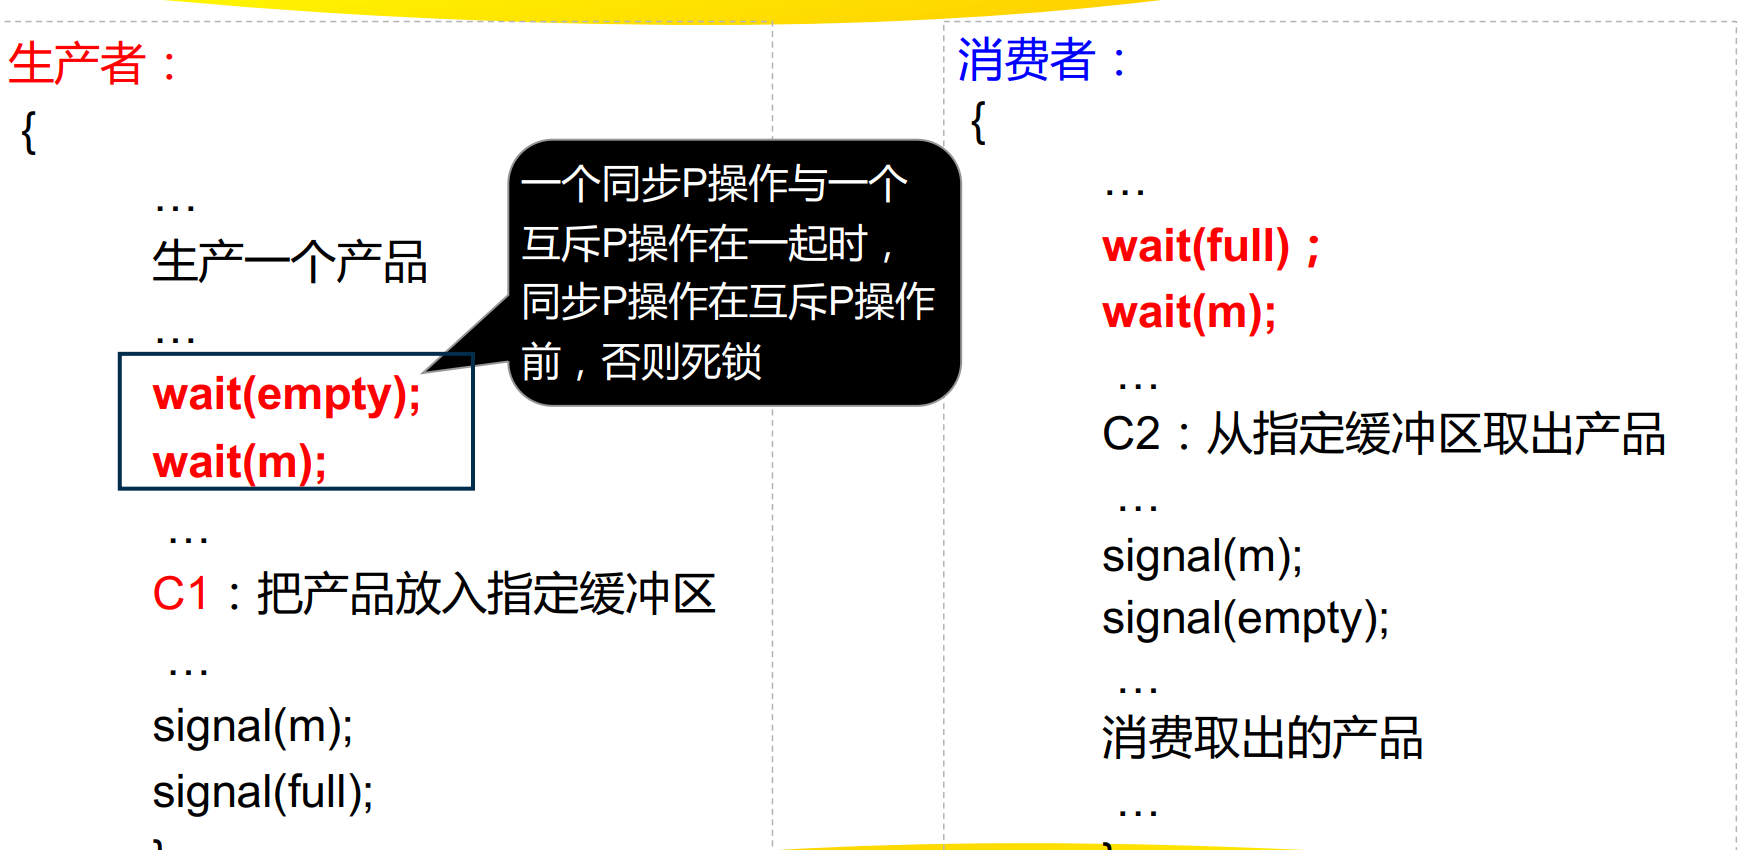 生产者：
{
…
生产一个产品
…
wait(empty);
wait(m);
…
C1：把产品放入指定缓冲区
…
signal(m);
signal(full);
}
一个同步P操作与一个
互斥P操作在一起时，
同步P操作在互斥P操作
前，否则死锁
消费者：
{
…
wait(full)；
wait(m);
…
C2：从指定缓冲区取出产品
…
signal(m);
signal(empty);
…
消费取出的产品
…
}